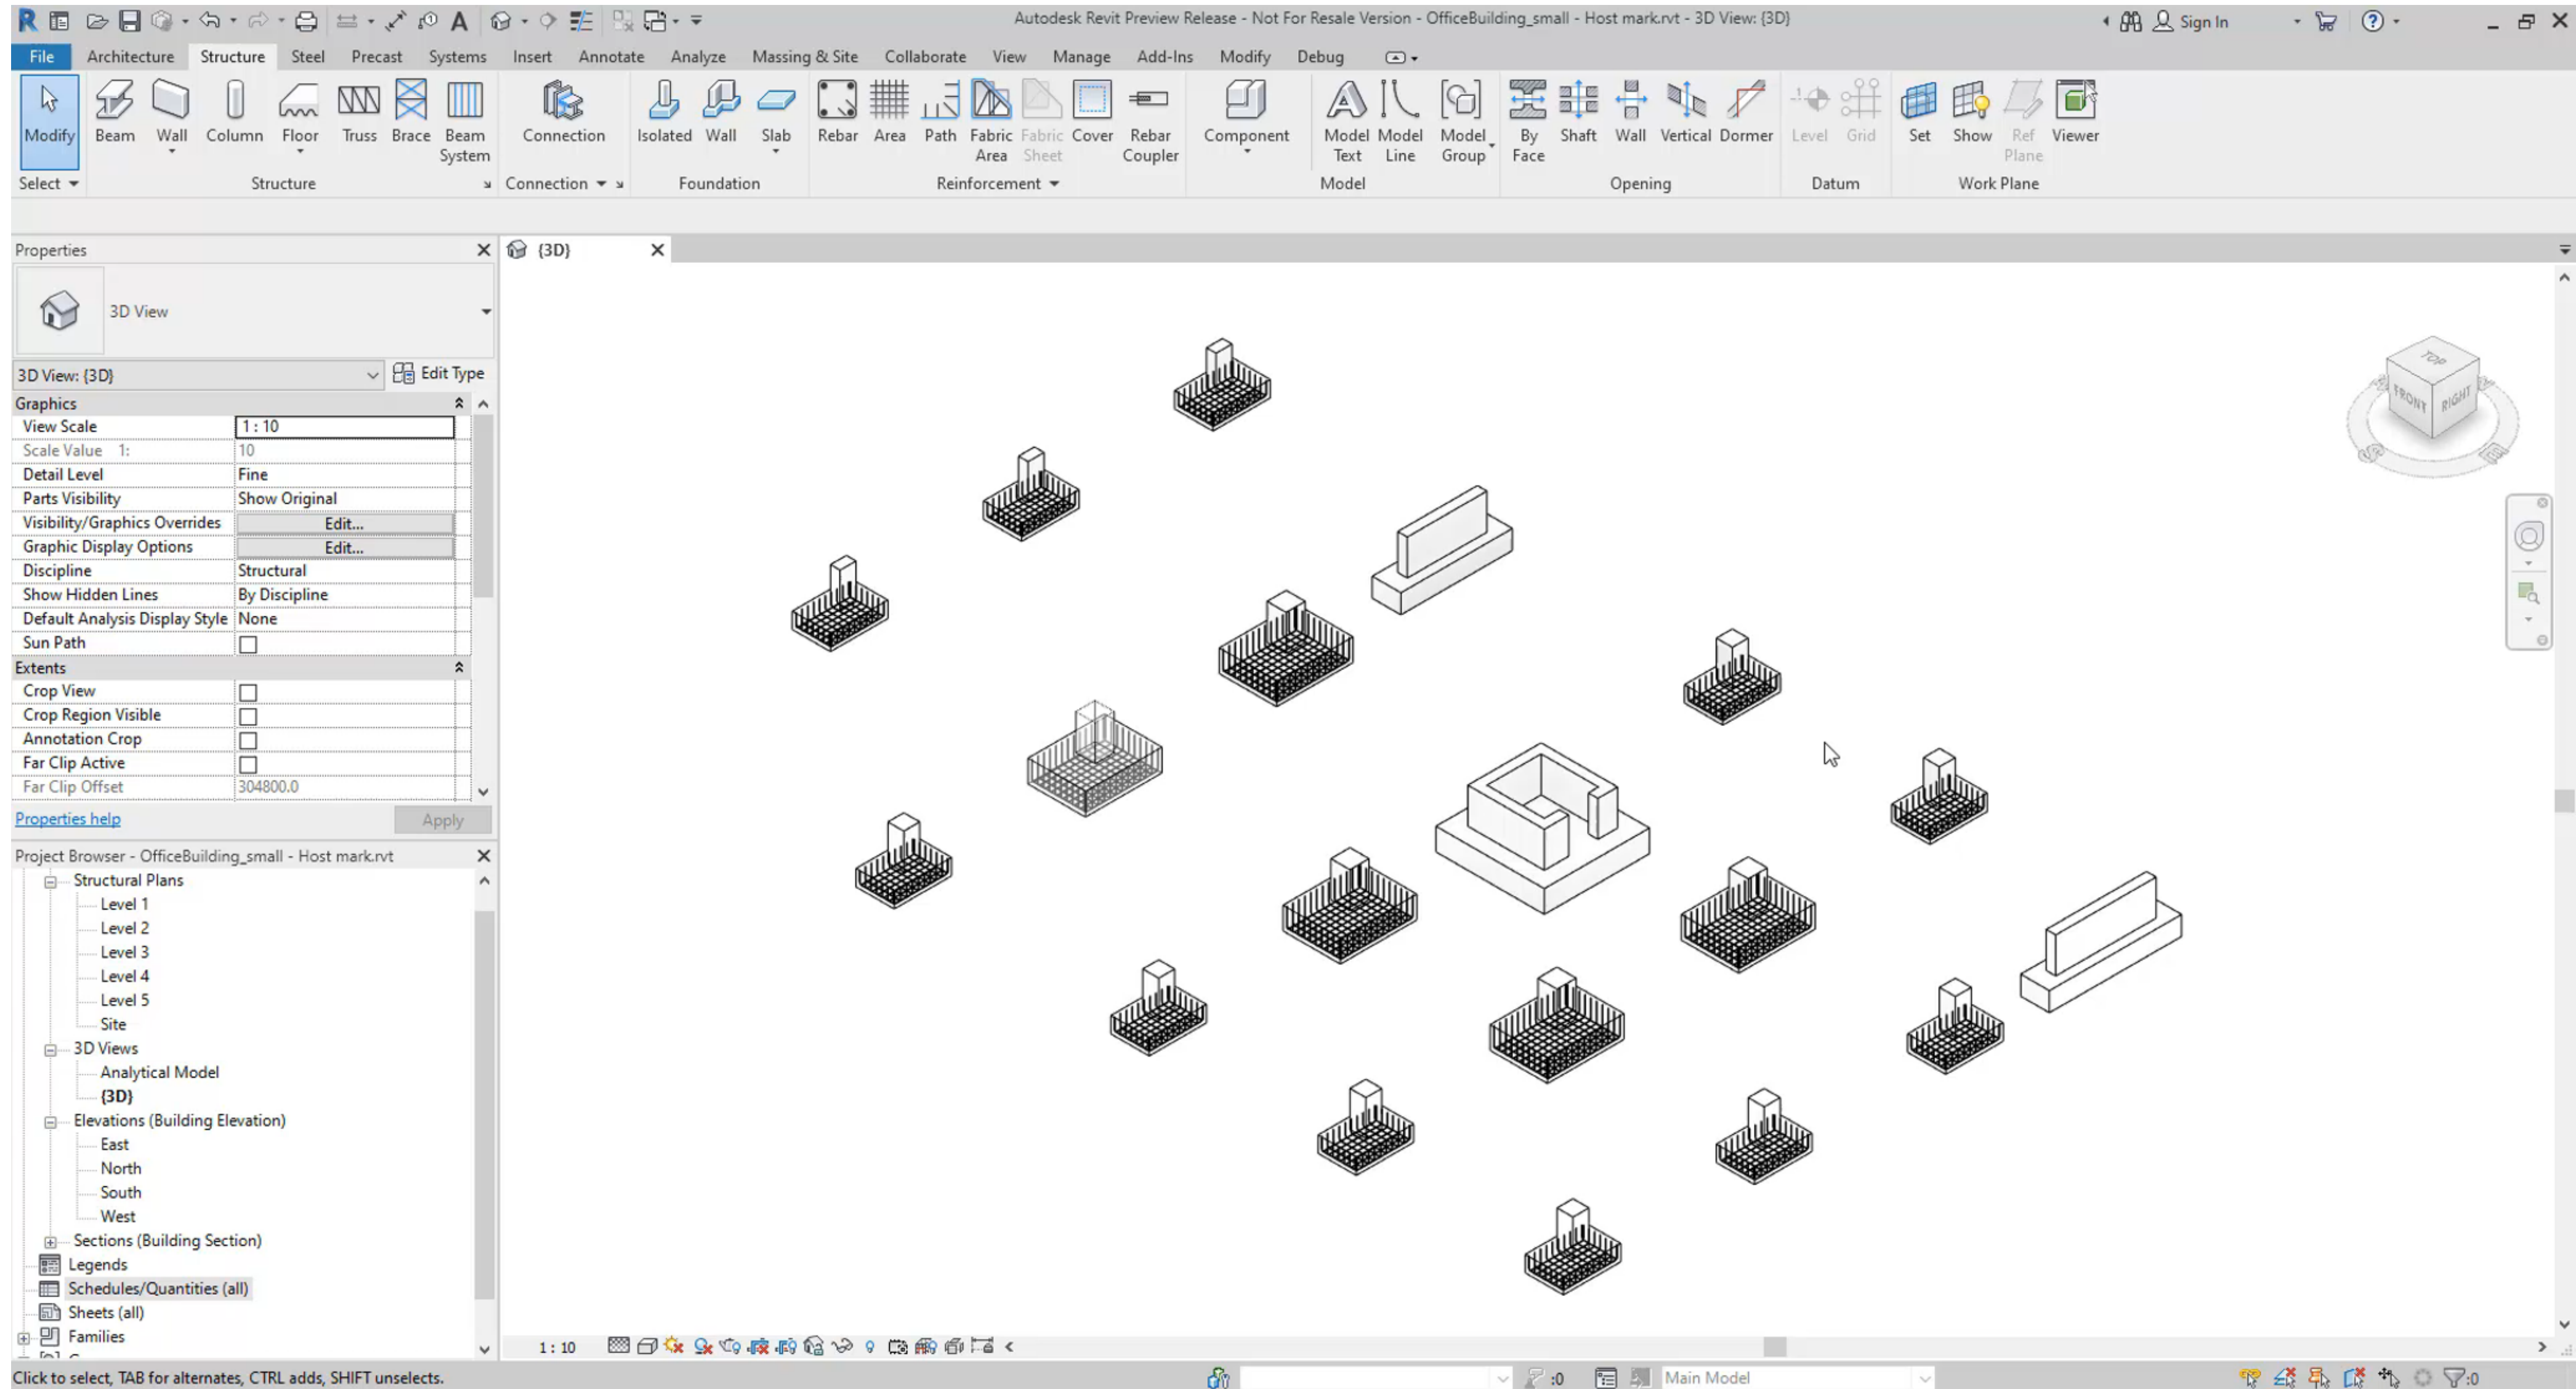 Autodesk Revit Preview Release - Not For Resale Version - OfficeBuilding_small - Host mark.rvt - 3D View: {3D}
Sign In
File Architecture Structure Steel Precast Systems Insert Annotate Analyze Massing & Site Collaborate View Manage Add-Ins Modify Debug
Modify Beam Wall Column Floor Truss Brace Beam System Connection Isolated Wall Slab Rebar Area Path Fabric Area Fabric Sheet Cover Rebar Coupler Component Model Text Model Line Model Group By Face Shaft Wall Vertical Dormer Level Grid Set Show Ref Plane Viewer
Select Structure Connection Foundation Reinforcement Model Opening Datum Work Plane
Properties
{3D}
3D View
3D View: {3D} Edit Type
Graphics
View Scale 1 : 10
Scale Value 1: 10
Detail Level Fine
Parts Visibility Show Original
Visibility/Graphics Overrides Edit...
Graphic Display Options Edit...
Discipline Structural
Show Hidden Lines By Discipline
Default Analysis Display Style None
Sun Path
Extents
Crop View
Crop Region Visible
Annotation Crop
Far Clip Active
Far Clip Offset 304800.0
Properties help Apply
Project Browser - OfficeBuilding_small - Host mark.rvt
Structural Plans
Level 1
Level 2
Level 3
Level 4
Level 5
Site
3D Views
Analytical Model
{3D}
Elevations (Building Elevation)
East
North
South
West
Sections (Building Section)
Legends
Schedules/Quantities (all)
Sheets (all)
Families
TOP
FRONT RIGHT
S E
1 : 10
Click to select, TAB for alternates, CTRL adds, SHIFT unselects.
:0
Main Model
:0